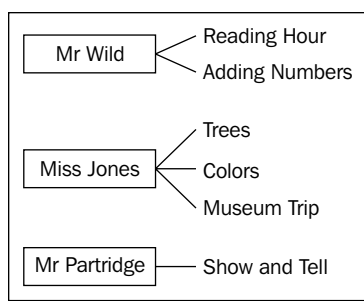 Mr Wild
Reading Hour
Adding Numbers
Miss Jones
Trees
Colors
Museum Trip
Mr Partridge
Show and Tell